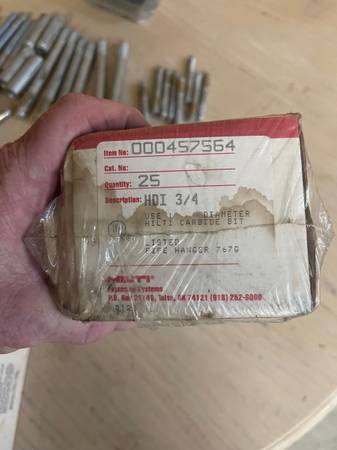 Item No: 000457564
Cat. No:
Quantity: 25
Description: HDI 3/4
USE DIAMETER
HILTI CARBIDE BIT
LISTED
PIPE HANGER 767G
HILTI
Fastening Systems
P.O. Box 21148, Tulsa, OK 74121 (918) 252-6000